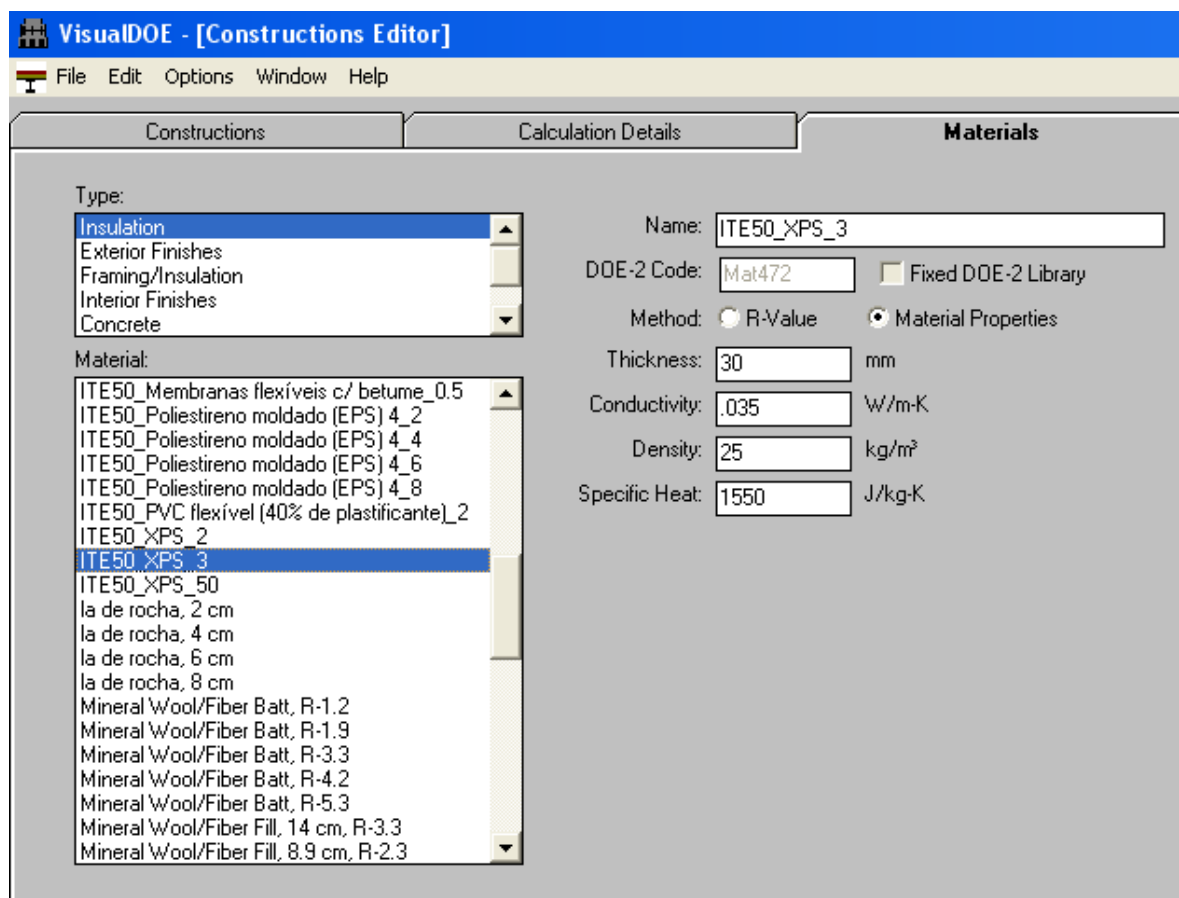 VisualDOE - [Constructions Editor]
File Edit Options Window Help
Constructions Calculation Details Materials
Type:
Insulation
Exterior Finishes
Framing/Insulation
Interior Finishes
Concrete
Material:
ITE50_Membranas flexíveis c/ betume_0.5
ITE50_Poliestireno moldado (EPS) 4_2
ITE50_Poliestireno moldado (EPS) 4_4
ITE50_Poliestireno moldado (EPS) 4_6
ITE50_Poliestireno moldado (EPS) 4_8
ITE50_PVC flexível (40% de plastificante)_2
ITE50_XPS_2
ITE50_XPS_3
ITE50_XPS_50
la de rocha, 2 cm
la de rocha, 4 cm
la de rocha, 6 cm
la de rocha, 8 cm
Mineral Wool/Fiber Batt, R-1.2
Mineral Wool/Fiber Batt, R-1.9
Mineral Wool/Fiber Batt, R-3.3
Mineral Wool/Fiber Batt, R-4.2
Mineral Wool/Fiber Batt, R-5.3
Mineral Wool/Fiber Fill, 14 cm, R-3.3
Mineral Wool/Fiber Fill, 8.9 cm, R-2.3
Name: ITE50_XPS_3
DOE-2 Code: Mat472 Fixed DOE-2 Library
Method: R-Value Material Properties
Thickness: 30 mm
Conductivity: .035 W/m-K
Density: 25 kg/m³
Specific Heat: 1550 J/kg-K